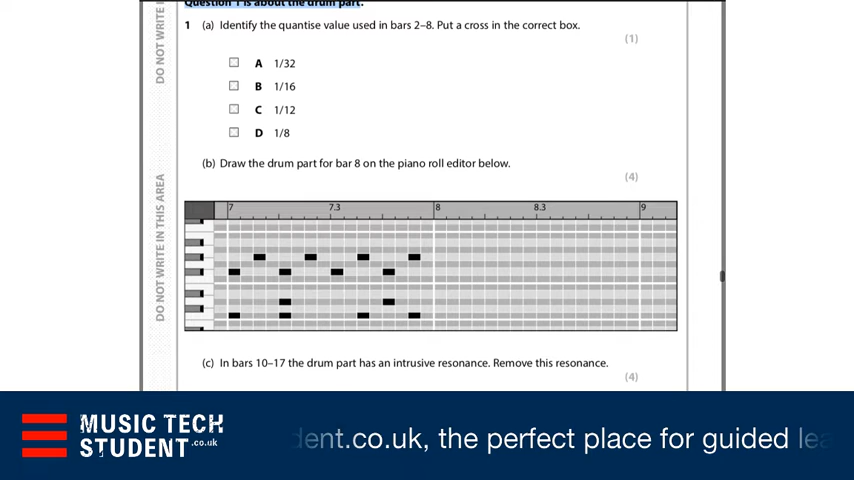 Question 1 is about the drum part.
1 (a) Identify the quantise value used in bars 2–8. Put a cross in the correct box.
(1)
A 1/32
B 1/16
C 1/12
D 1/8
(b) Draw the drum part for bar 8 on the piano roll editor below.
(4)
7 7.3 8 8.3 9
(c) In bars 10–17 the drum part has an intrusive resonance. Remove this resonance.
(4)
DO NOT WRITE I
DO NOT WRITE IN THIS AREA
MUSIC TECH
STUDENT.co.uk
dent.co.uk, the perfect place for guided lea